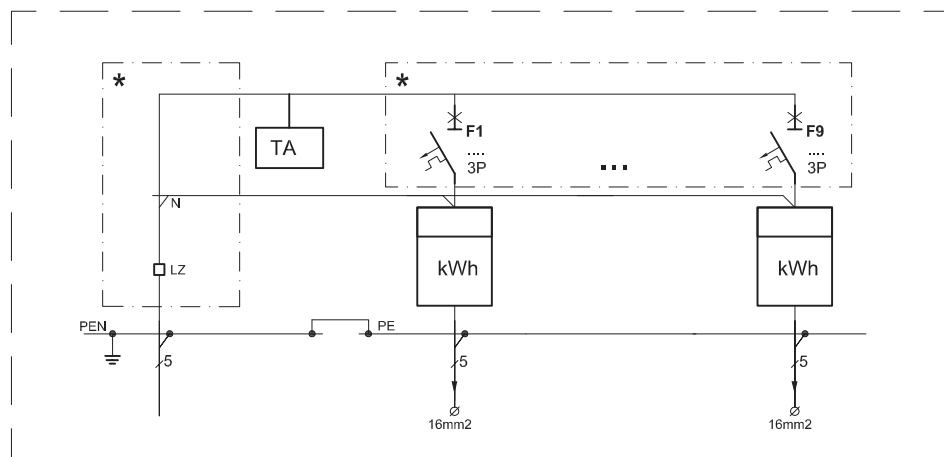 *
*
F1
F9
TA
....
....
3P
...
3P
N
kWh
kWh
LZ
PEN
PE
5
5
5
16mm2
16mm2